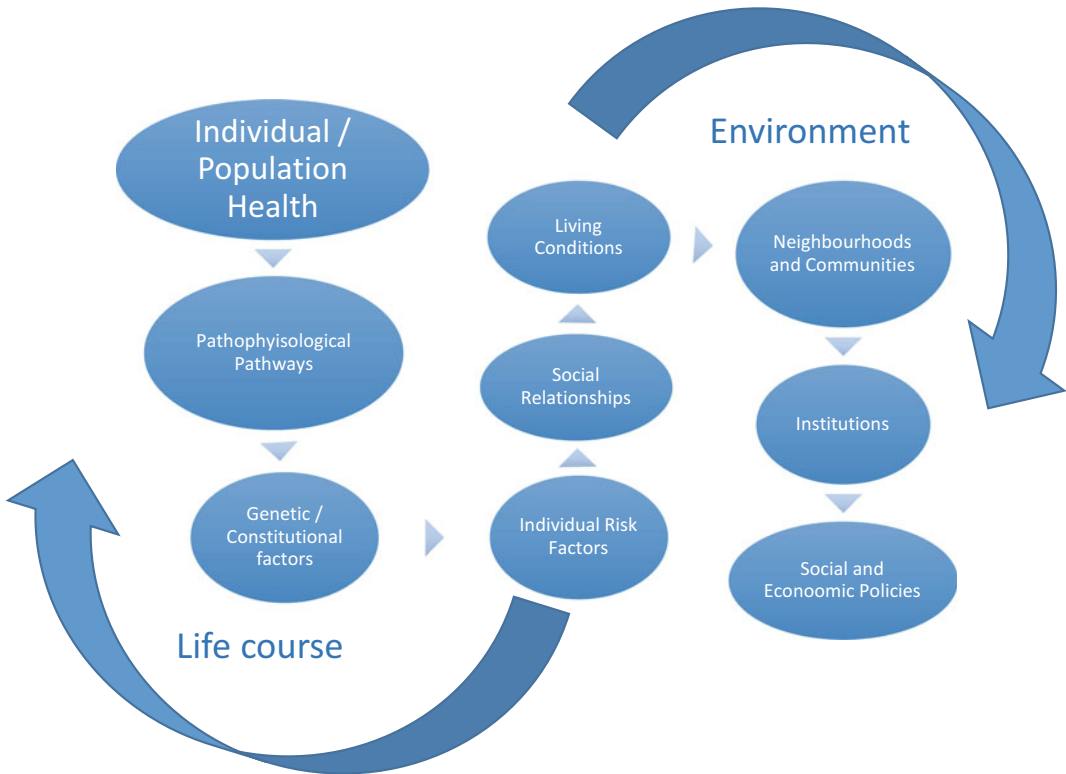 Individual /
Population
Health
Pathophyisological
Pathways
Genetic /
Constitutional
factors
Life course
Individual Risk
Factors
Social
Relationships
Living
Conditions
Environment
Neighbourhoods
and Communities
Institutions
Social and
Econoomic Policies